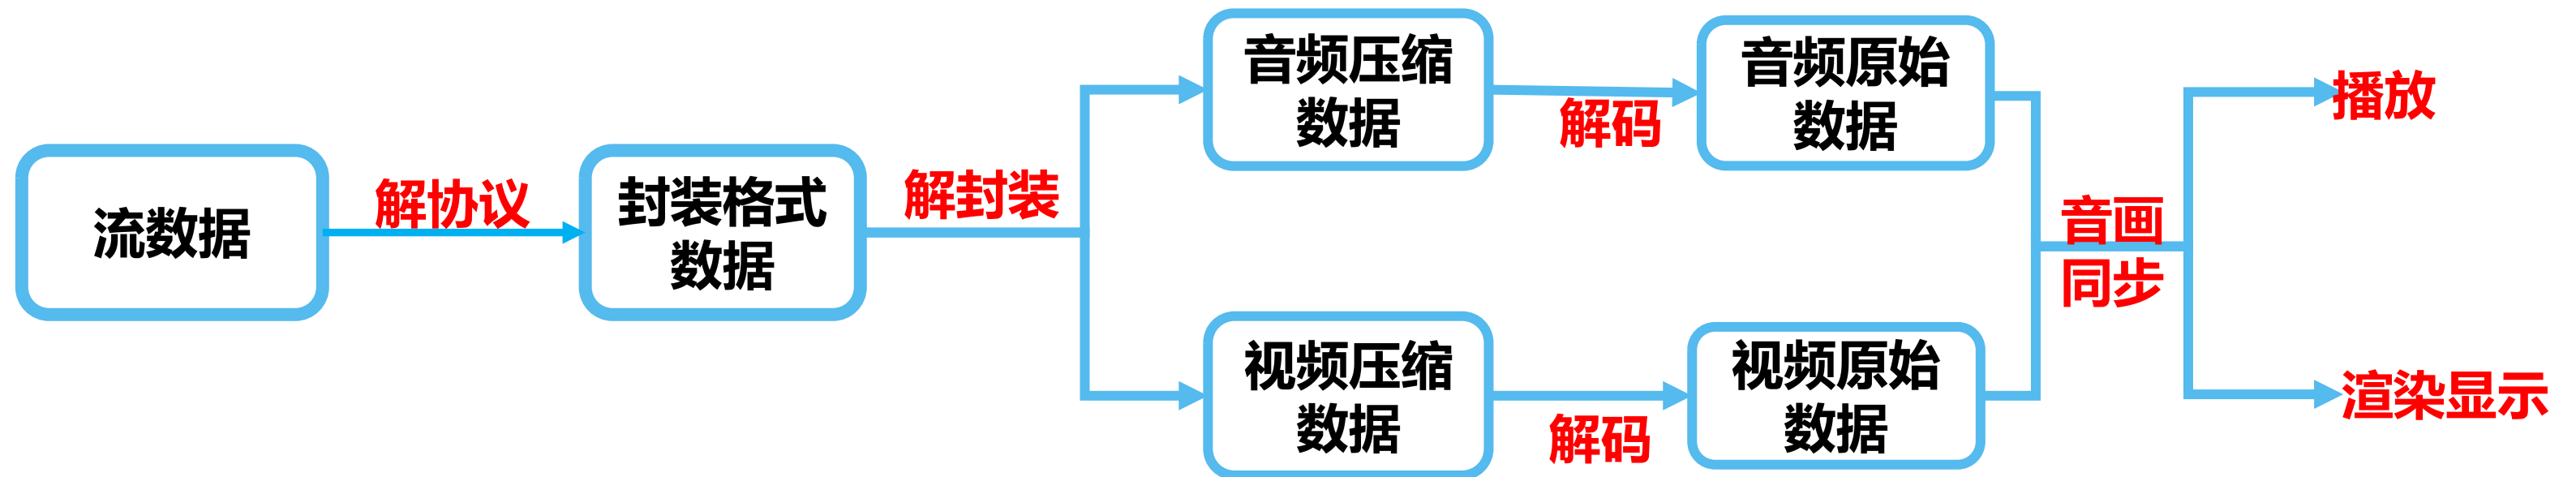 流数据
解协议
封装格式
数据
解封装
音频压缩
数据
解码
音频原始
数据
视频压缩
数据
解码
视频原始
数据
音画
同步
播放
渲染显示